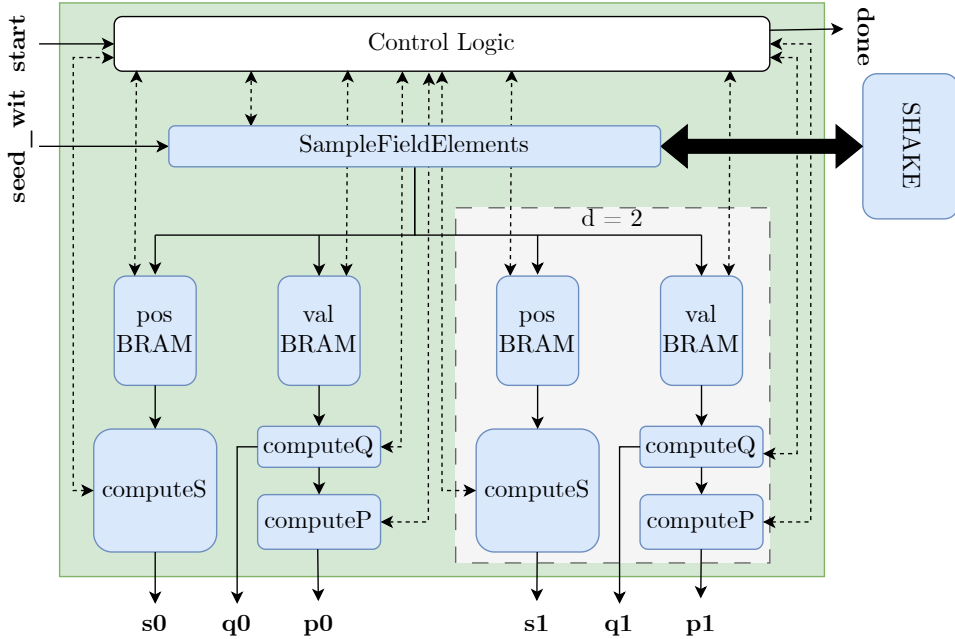 start
Control Logic
done
seed_wit
SampleFieldElements
SHAKE
d = 2
pos
BRAM
val
BRAM
pos
BRAM
val
BRAM
computeS
computeQ
computeP
computeS
computeQ
computeP
s0
q0
p0
s1
q1
p1